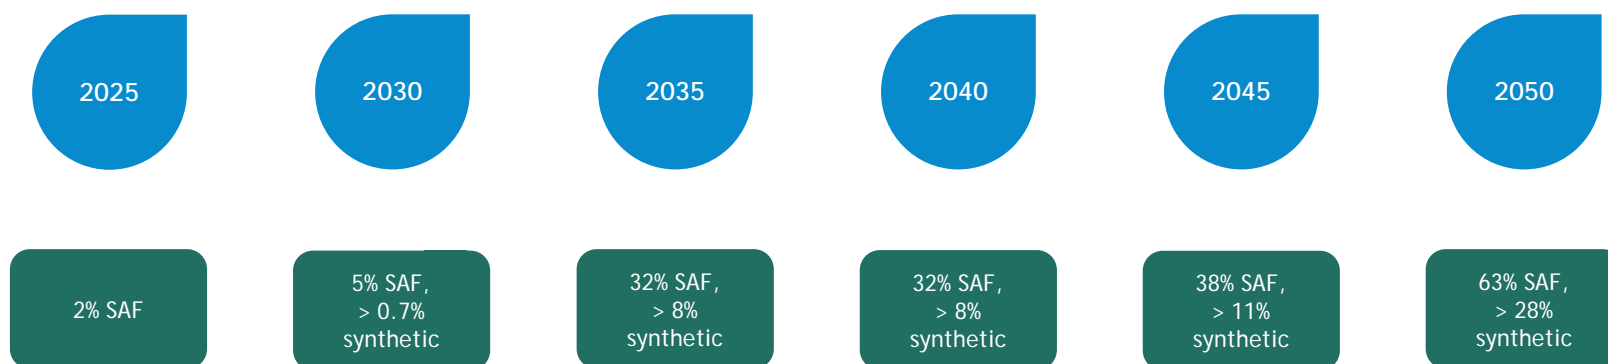 2025
2030
2035
2040
2045
2050
2% SAF
5% SAF,
> 0.7%
synthetic
32% SAF,
> 8%
synthetic
32% SAF,
> 8%
synthetic
38% SAF,
> 11%
synthetic
63% SAF,
> 28%
synthetic